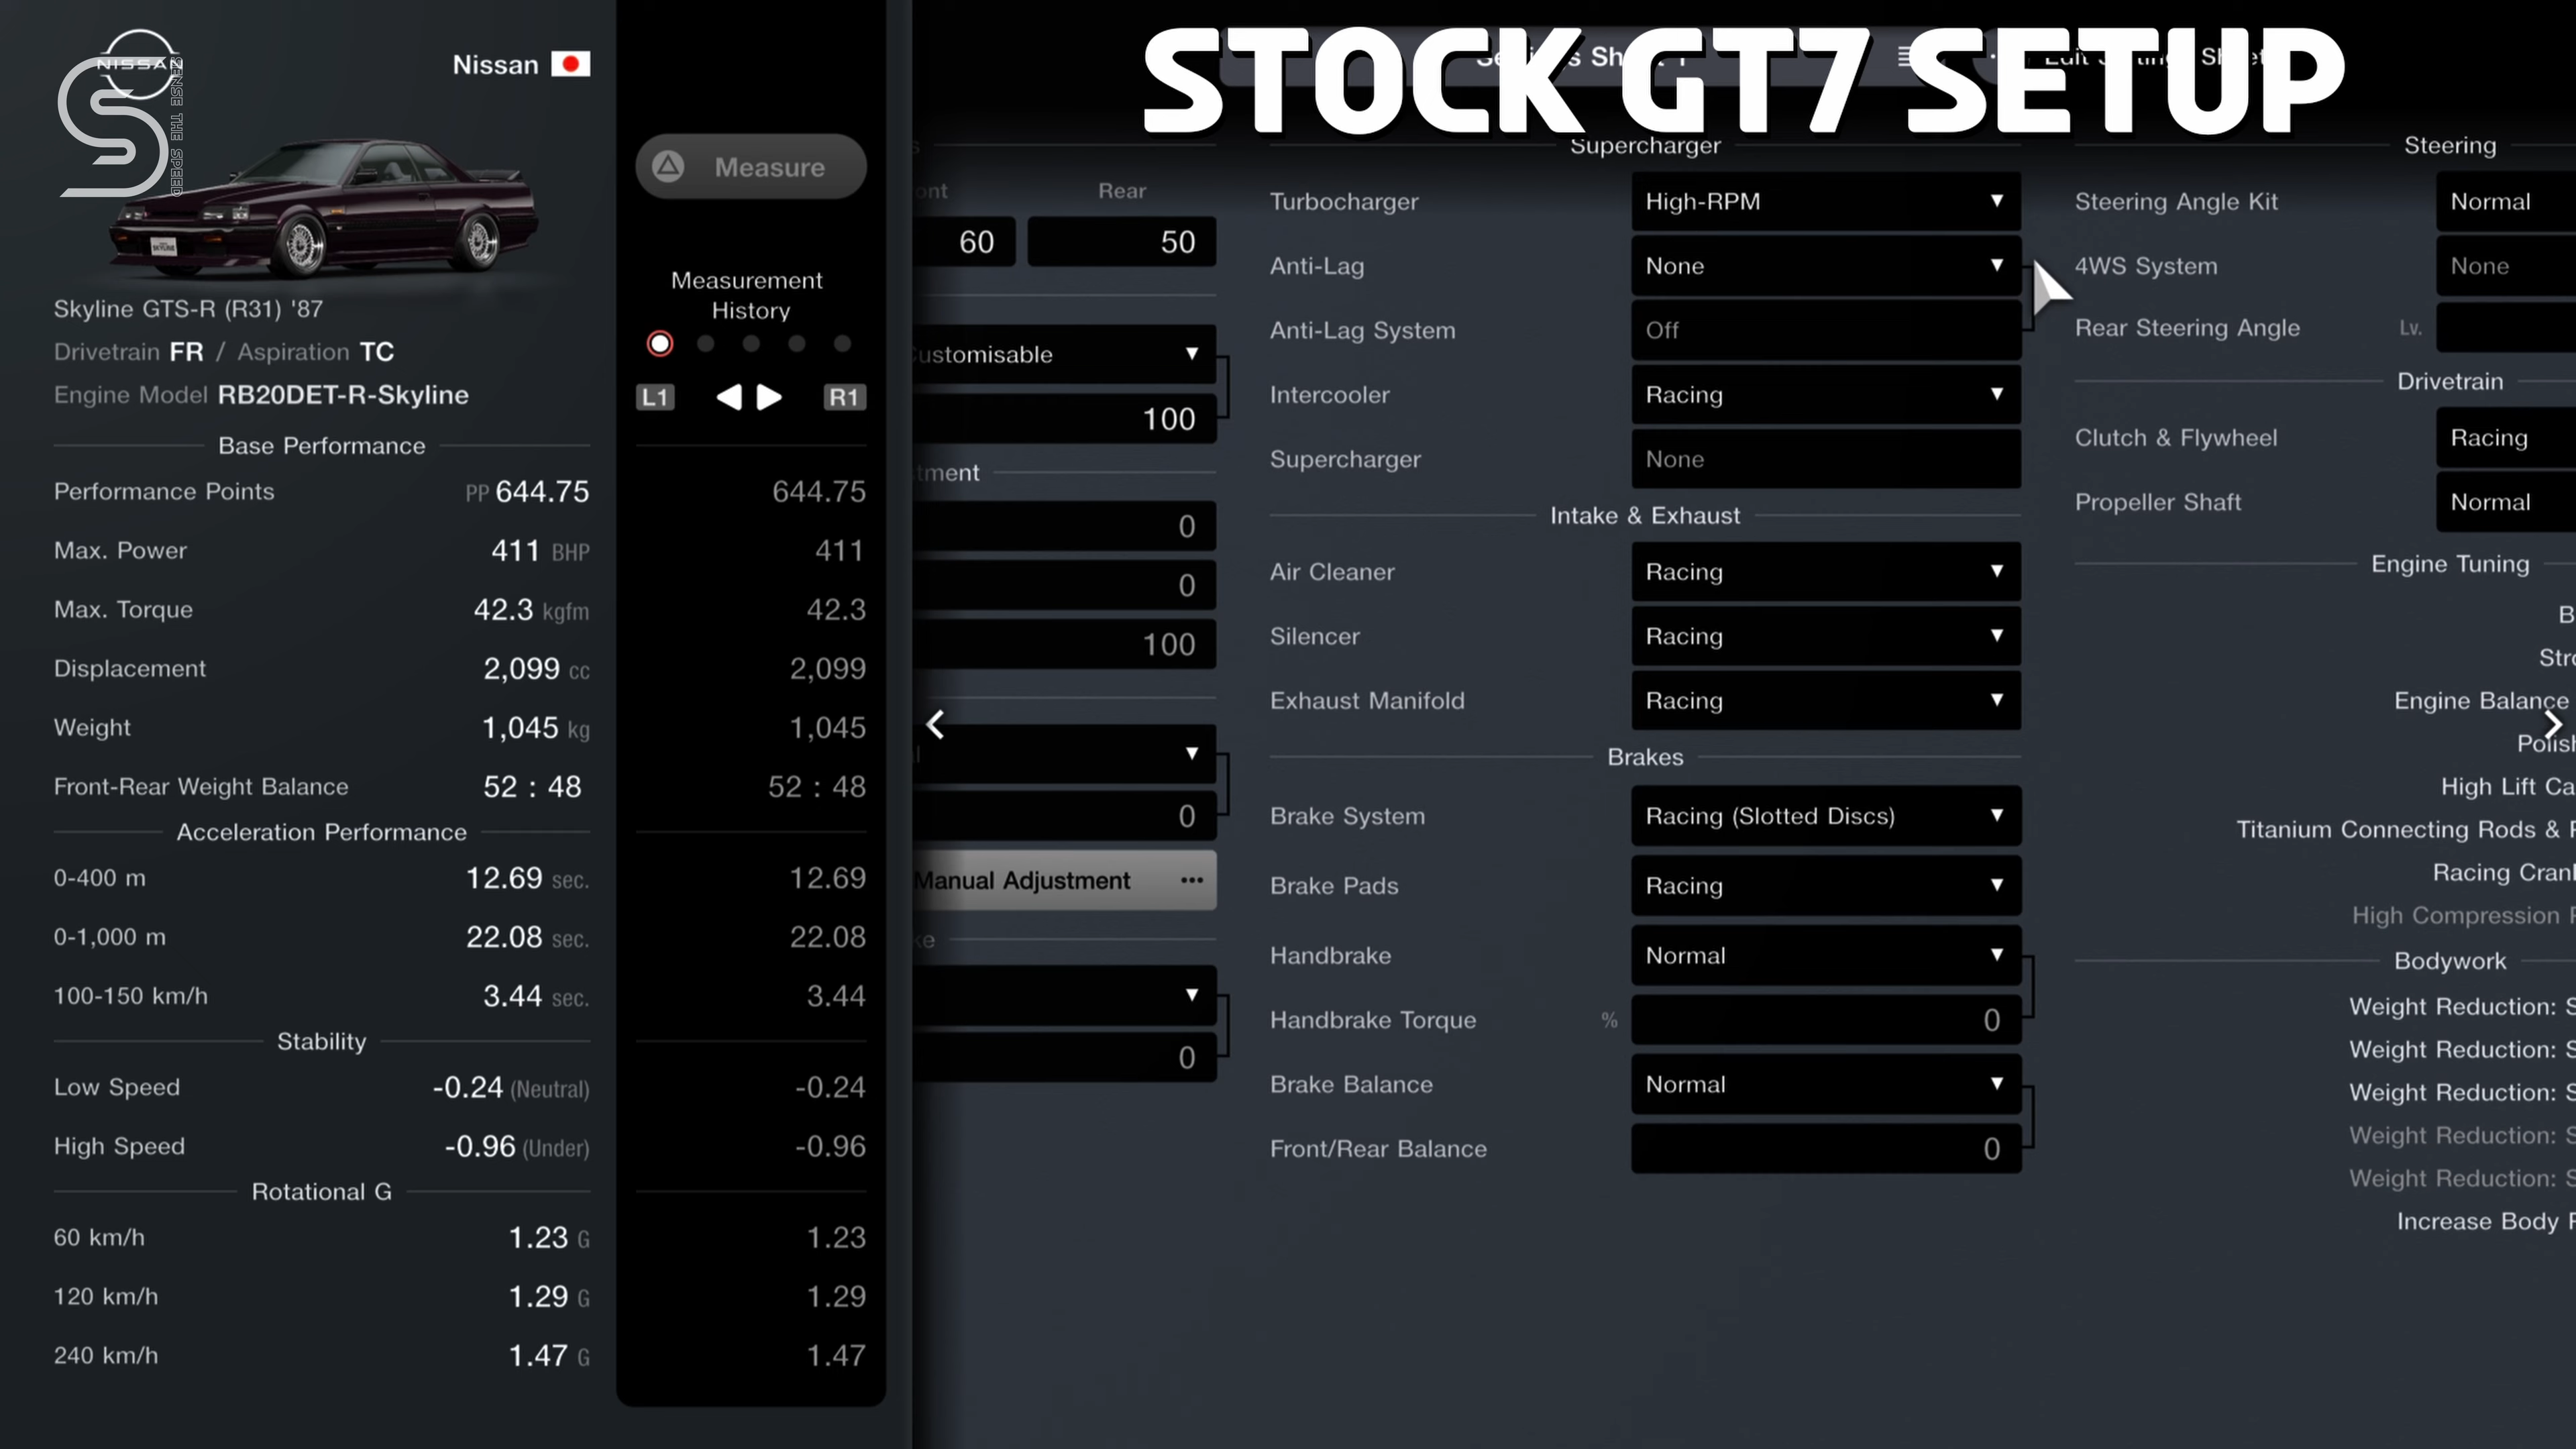 STOCK GT7 SETUP
NISSAN
SENSE THE SPEED
Nissan
SKYLINE
Skyline GTS-R (R31) '87
Drivetrain FR / Aspiration TC
Engine Model RB20DET-R-Skyline
Base Performance
Performance Points PP 644.75
Max. Power 411 BHP
Max. Torque 42.3 kgfm
Displacement 2,099 cc
Weight 1,045 kg
Front-Rear Weight Balance 52 : 48
Acceleration Performance
0-400 m 12.69 sec.
0-1,000 m 22.08 sec.
100-150 km/h 3.44 sec.
Stability
Low Speed -0.24 (Neutral)
High Speed -0.96 (Under)
Rotational G
60 km/h 1.23 G
120 km/h 1.29 G
240 km/h 1.47 G
Measure
Measurement
History
L1 R1
644.75
411
42.3
2,099
1,045
52 : 48
12.69
22.08
3.44
-0.24
-0.96
1.23
1.29
1.47
Rear
60 50
Customisable
100
0
0
100
0
Manual Adjustment
0
Supercharger
Turbocharger High-RPM
Anti-Lag None
Anti-Lag System Off
Intercooler Racing
Supercharger None
Intake & Exhaust
Air Cleaner Racing
Silencer Racing
Exhaust Manifold Racing
Brakes
Brake System Racing (Slotted Discs)
Brake Pads Racing
Handbrake Normal
Handbrake Torque % 0
Brake Balance Normal
Front/Rear Balance 0
Steering
Steering Angle Kit Normal
4WS System None
Rear Steering Angle Lv.
Drivetrain
Clutch & Flywheel Racing
Propeller Shaft Normal
Engine Tuning
Engine Balance
High Lift
Titanium Connecting Rods &
Racing
High Compression
Bodywork
Weight Reduction:
Weight Reduction:
Weight Reduction:
Weight Reduction:
Weight Reduction:
Increase Body